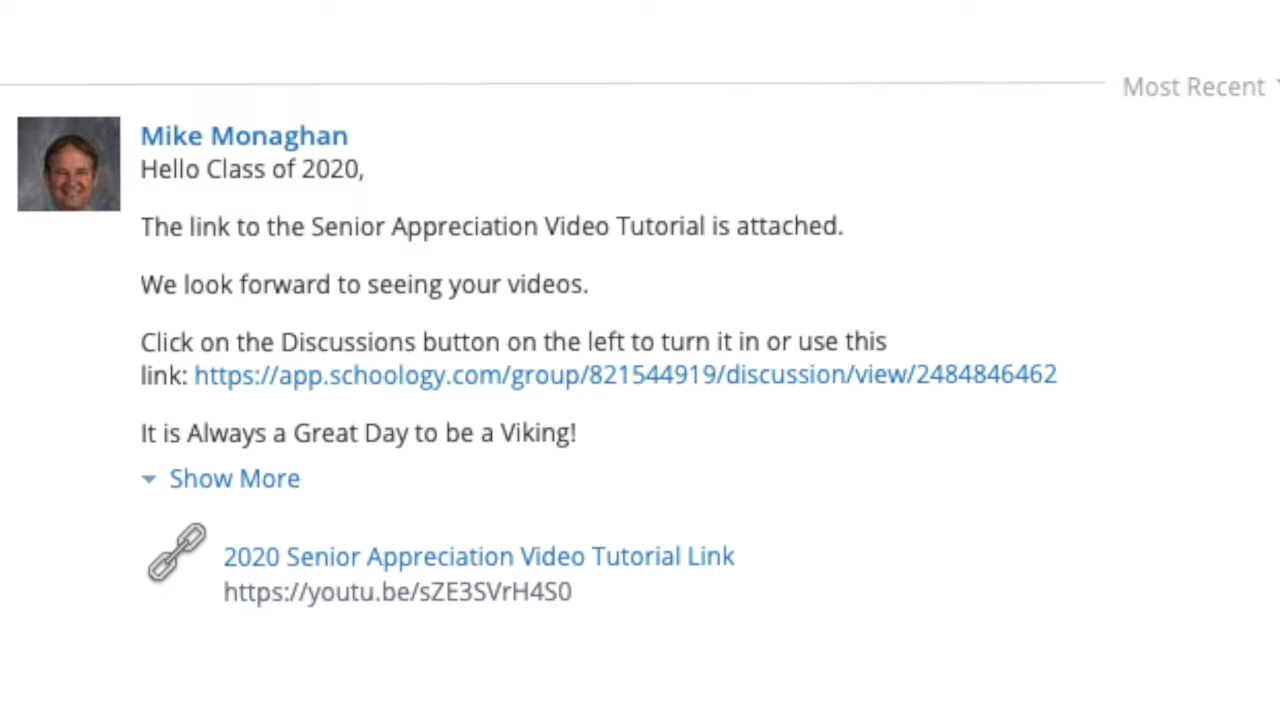 Most Recent
Mike Monaghan
Hello Class of 2020,
The link to the Senior Appreciation Video Tutorial is attached.
We look forward to seeing your videos.
Click on the Discussions button on the left to turn it in or use this
link: https://app.schoology.com/group/821544919/discussion/view/2484846462
It is Always a Great Day to be a Viking!
Show More
2020 Senior Appreciation Video Tutorial Link
https://youtu.be/sZE3SVrH4S0